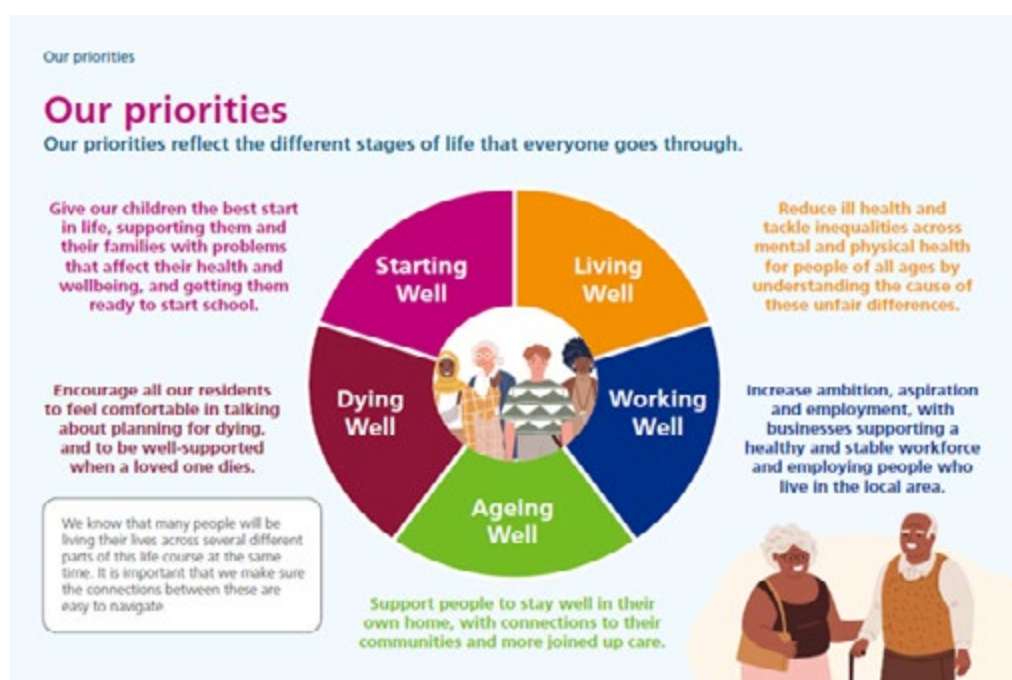 Our priorities
Our priorities
Our priorities reflect the different stages of life that everyone goes through.
Give our children the best start
in life, supporting them and
their families with problems
that affect their health and
wellbeing, and getting them
ready to start school.
Starting
Well
Living
Well
Reduce ill health and
tackle inequalities across
mental and physical health
for people of all ages by
understanding the cause of
these unfair differences.
Encourage all our residents
to feel comfortable in talking
about planning for dying,
and to be well-supported
when a loved one dies.
Dying
Well
Working
Well
Increase ambition, aspiration
and employment, with
businesses supporting a
healthy and stable workforce
and employing people who
live in the local area.
Ageing
Well
We know that many people will be
living their lives across several different
parts of this life course at the same
time. It is important that we make sure
the connections between these are
easy to navigate.
Support people to stay well in their
own home, with connections to their
communities and more joined up care.